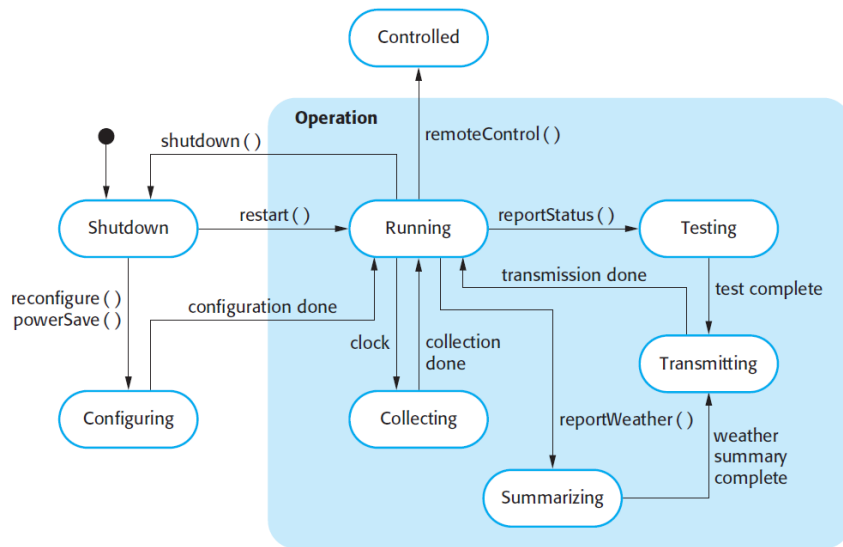 Controlled
Operation
shutdown ( )
remoteControl ( )
Shutdown
restart ( )
Running
reportStatus ( )
Testing
reconfigure ( )
powerSave ( )
configuration done
transmission done
test complete
clock
collection
done
Transmitting
Configuring
Collecting
reportWeather ( )
weather
summary
complete
Summarizing